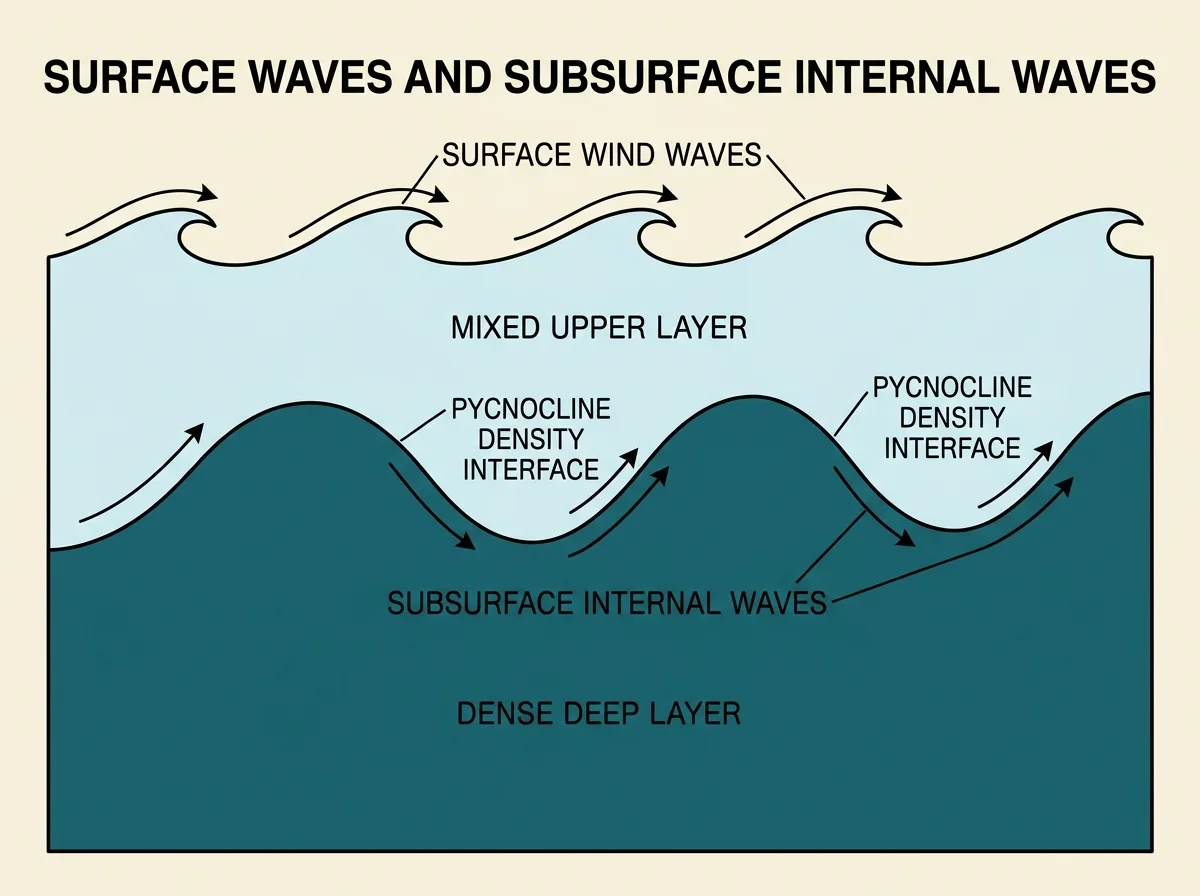 SURFACE WAVES AND SUBSURFACE INTERNAL WAVES
SURFACE WIND WAVES
MIXED UPPER LAYER
PYCNOCLINE
DENSITY
INTERFACE
PYCNOCLINE
DENSITY
INTERFACE
SUBSURFACE INTERNAL WAVES
DENSE DEEP LAYER